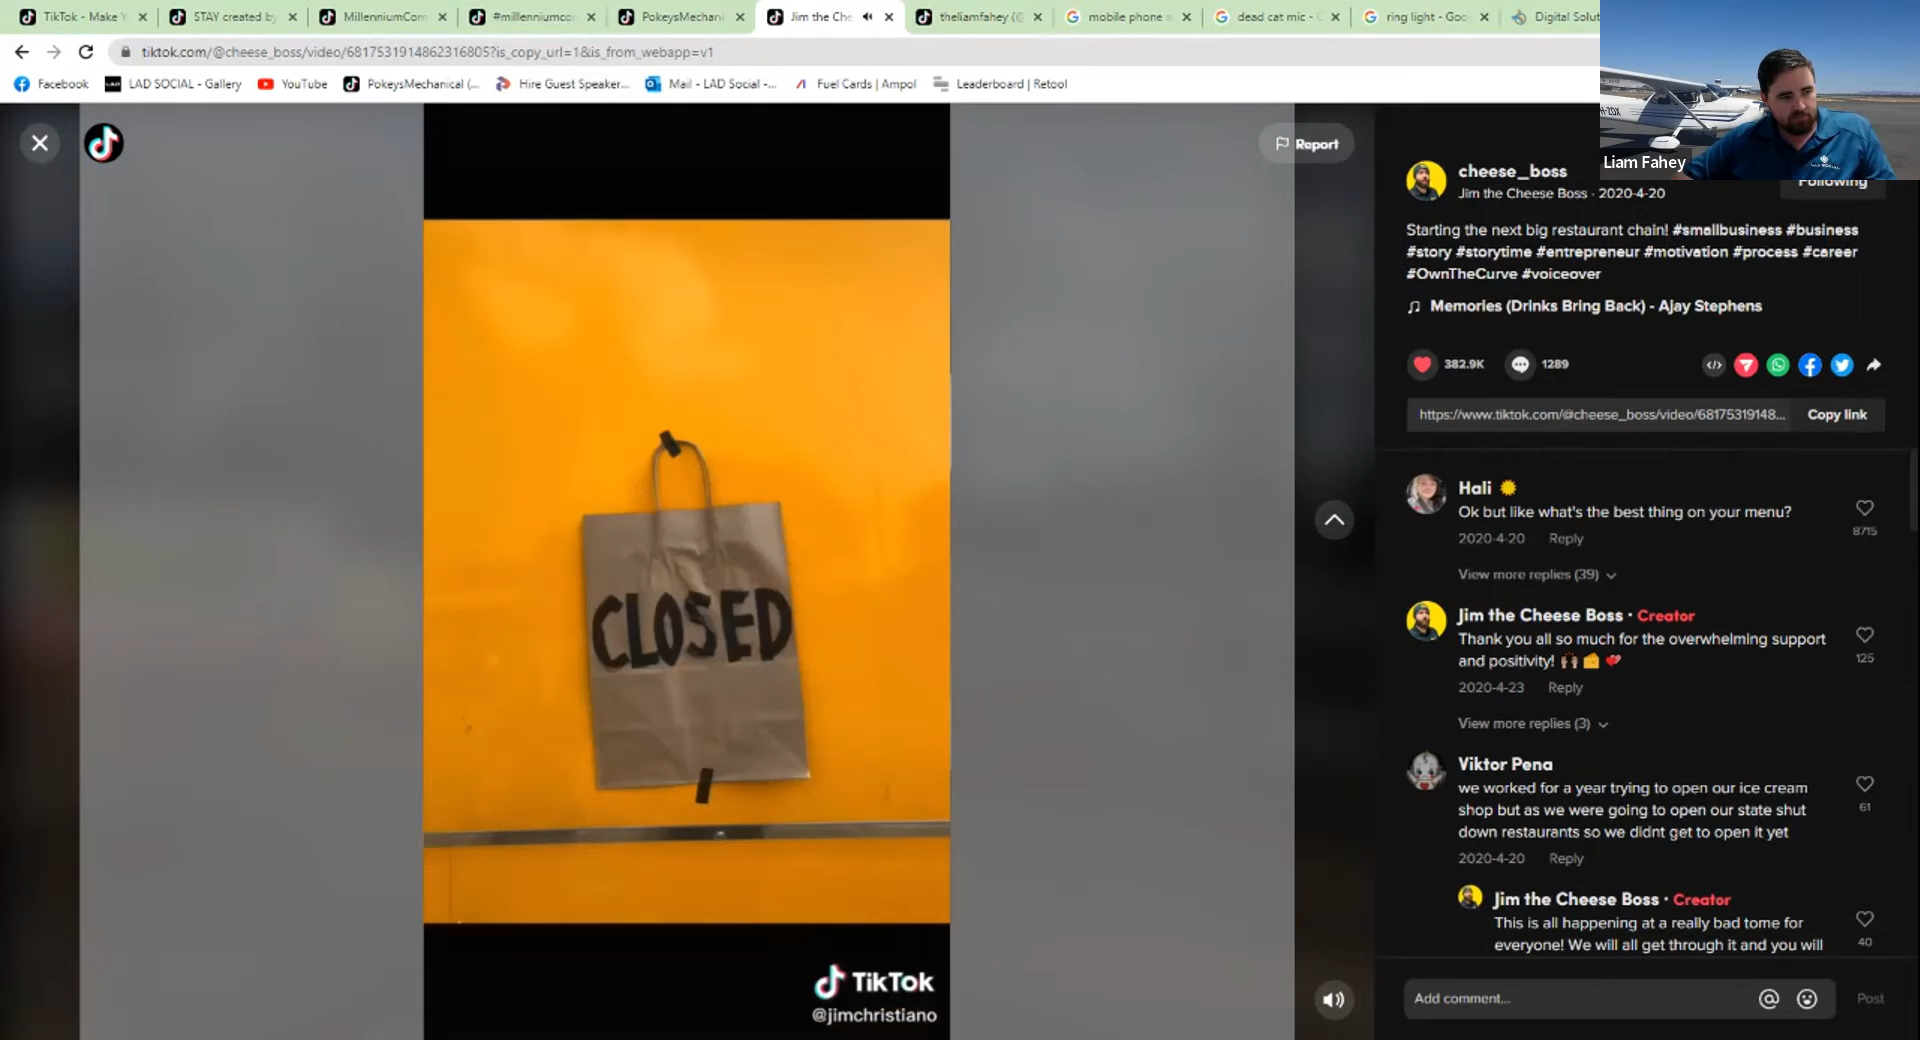 TikTok - Make Y
STAY created by
MillenniumCom
#millenniumco
PokeysMechani
Jim the Che
theliamfahey (@
mobile phone
dead cat mic -
ring light - Goo
Digital Solut
tiktok.com/@cheese_boss/video/6817531914862316805?is_copy_url=1&is_from_webapp=v1
Facebook
LAD SOCIAL - Gallery
YouTube
PokeysMechanical (...
Hire Guest Speaker...
Mail - LAD Social -...
Fuel Cards | Ampol
Leaderboard | Retool
Liam Fahey
Report
cheese_boss
Jim the Cheese Boss · 2020-4-20
Following
Starting the next big restaurant chain! #smallbusiness #business
#story #storytime #entrepreneur #motivation #process #career
#OwnTheCurve #voiceover
Memories (Drinks Bring Back) - Ajay Stephens
382.9K
1289
https://www.tiktok.com/@cheese_boss/video/68175319148...
Copy link
Hali
Ok but like what's the best thing on your menu?
8715
2020-4-20 Reply
View more replies (39)
Jim the Cheese Boss · Creator
Thank you all so much for the overwhelming support
and positivity!
125
2020-4-23 Reply
View more replies (3)
Viktor Pena
we worked for a year trying to open our ice cream
shop but as we were going to open our state shut
down restaurants so we didnt get to open it yet
61
2020-4-20 Reply
Jim the Cheese Boss · Creator
This is all happening at a really bad tome for
everyone! We will all get through it and you will
40
Add comment...
Post
CLOSED
TikTok
@jimchristiano